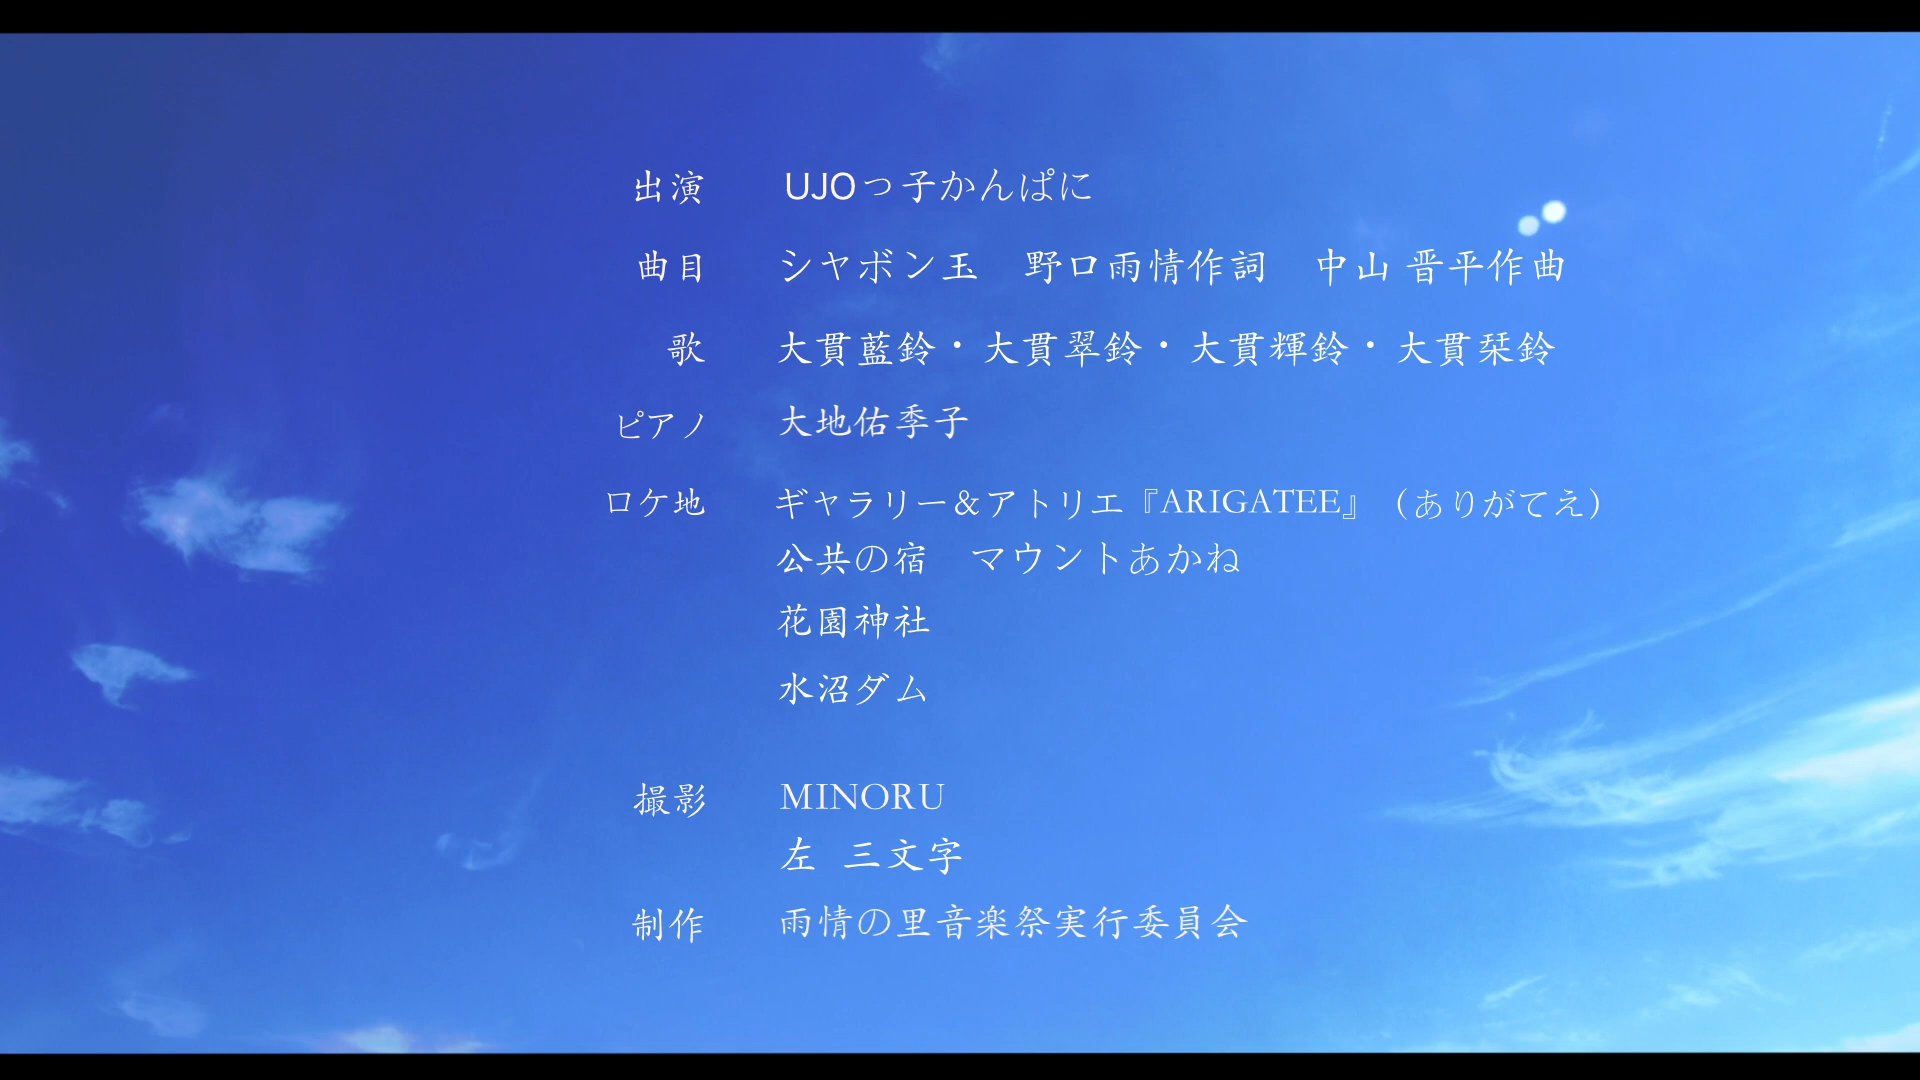 出演 UJOっ子かんぱに
曲目 シャボン玉 野口雨情作詞 中山 晋平作曲
歌 大貫藍鈴・大貫翠鈴・大貫輝鈴・大貫栞鈴
ピアノ 大地佑季子
ロケ地 ギャラリー＆アトリエ『ARIGATEE』（ありがてえ）
公共の宿 マウントあかね
花園神社
水沼ダム
撮影 MINORU
左 三文字
制作 雨情の里音楽祭実行委員会